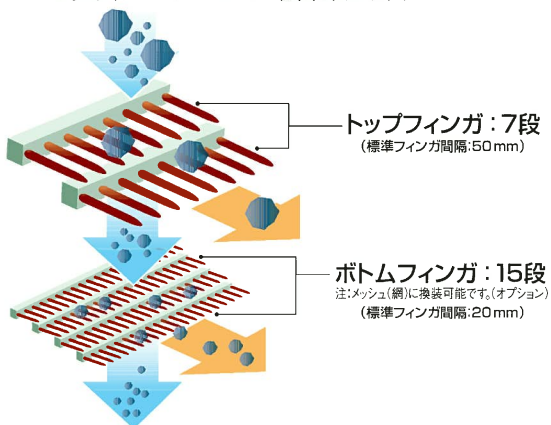 トップフィンガ：7段
（標準フィンガ間隔:50mm）
ボトムフィンガ：15段
注:メッシュ(網)に換装可能です。(オプション)
（標準フィンガ間隔:20mm）